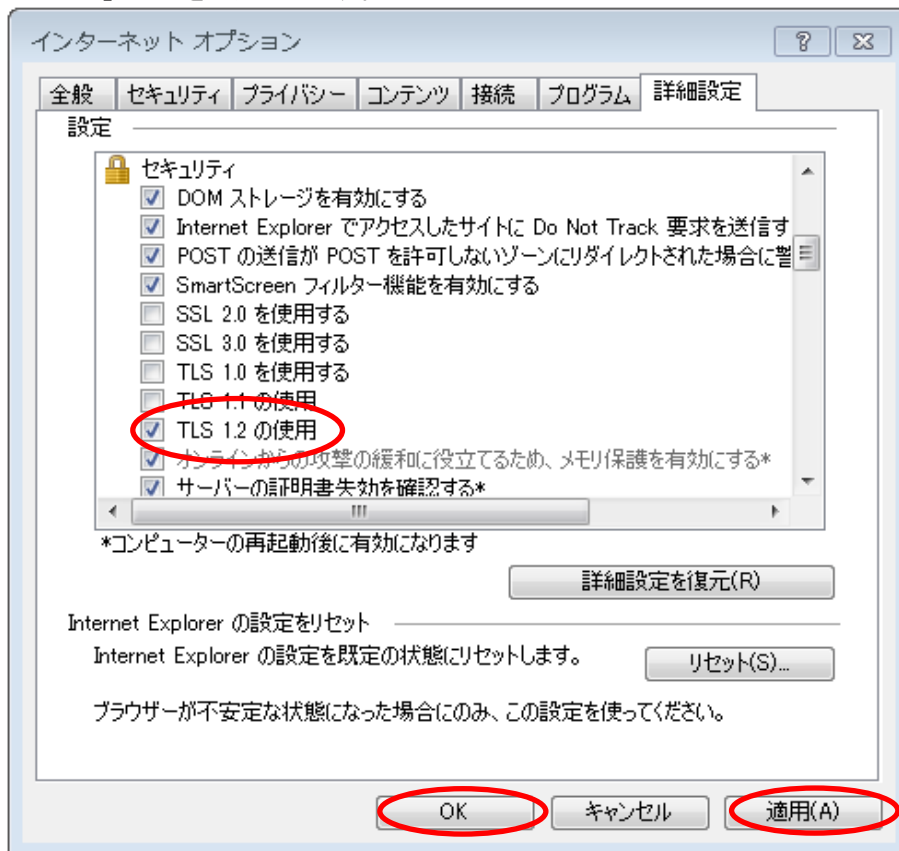 インターネット オプション
全般 セキュリティ プライバシー コンテンツ 接続 プログラム 詳細設定
設定
セキュリティ
DOM ストレージを有効にする
Internet Explorer でアクセスしたサイトに Do Not Track 要求を送信す
POST の送信が POST を許可しないゾーンにリダイレクトされた場合に警
SmartScreen フィルター機能を有効にする
SSL 2.0 を使用する
SSL 3.0 を使用する
TLS 1.0 を使用する
TLS 1.1 の使用
TLS 1.2 の使用
オンラインからの攻撃の緩和に役立てるため、メモリ保護を有効にする*
サーバーの証明書失効を確認する*
*コンピューターの再起動後に有効になります
詳細設定を復元(R)
Internet Explorer の設定をリセット
Internet Explorer の設定を既定の状態にリセットします。
リセット(S)...
ブラウザーが不安定な状態になった場合にのみ、この設定を使ってください。
OK キャンセル 適用(A)